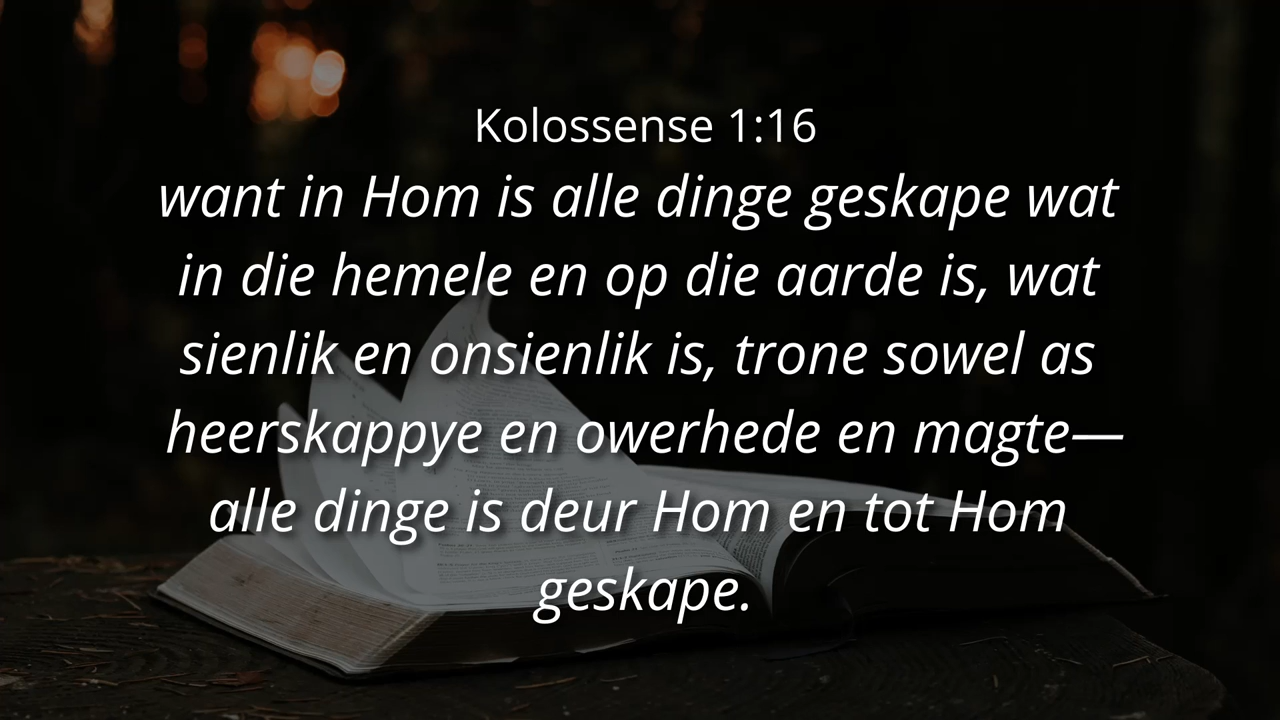 Kolossense 1:16
want in Hom is alle dinge geskape wat
in die hemele en op die aarde is, wat
sienlik en onsienlik is, trone sowel as
heerskappye en owerhede en magte—
alle dinge is deur Hom en tot Hom
geskape.